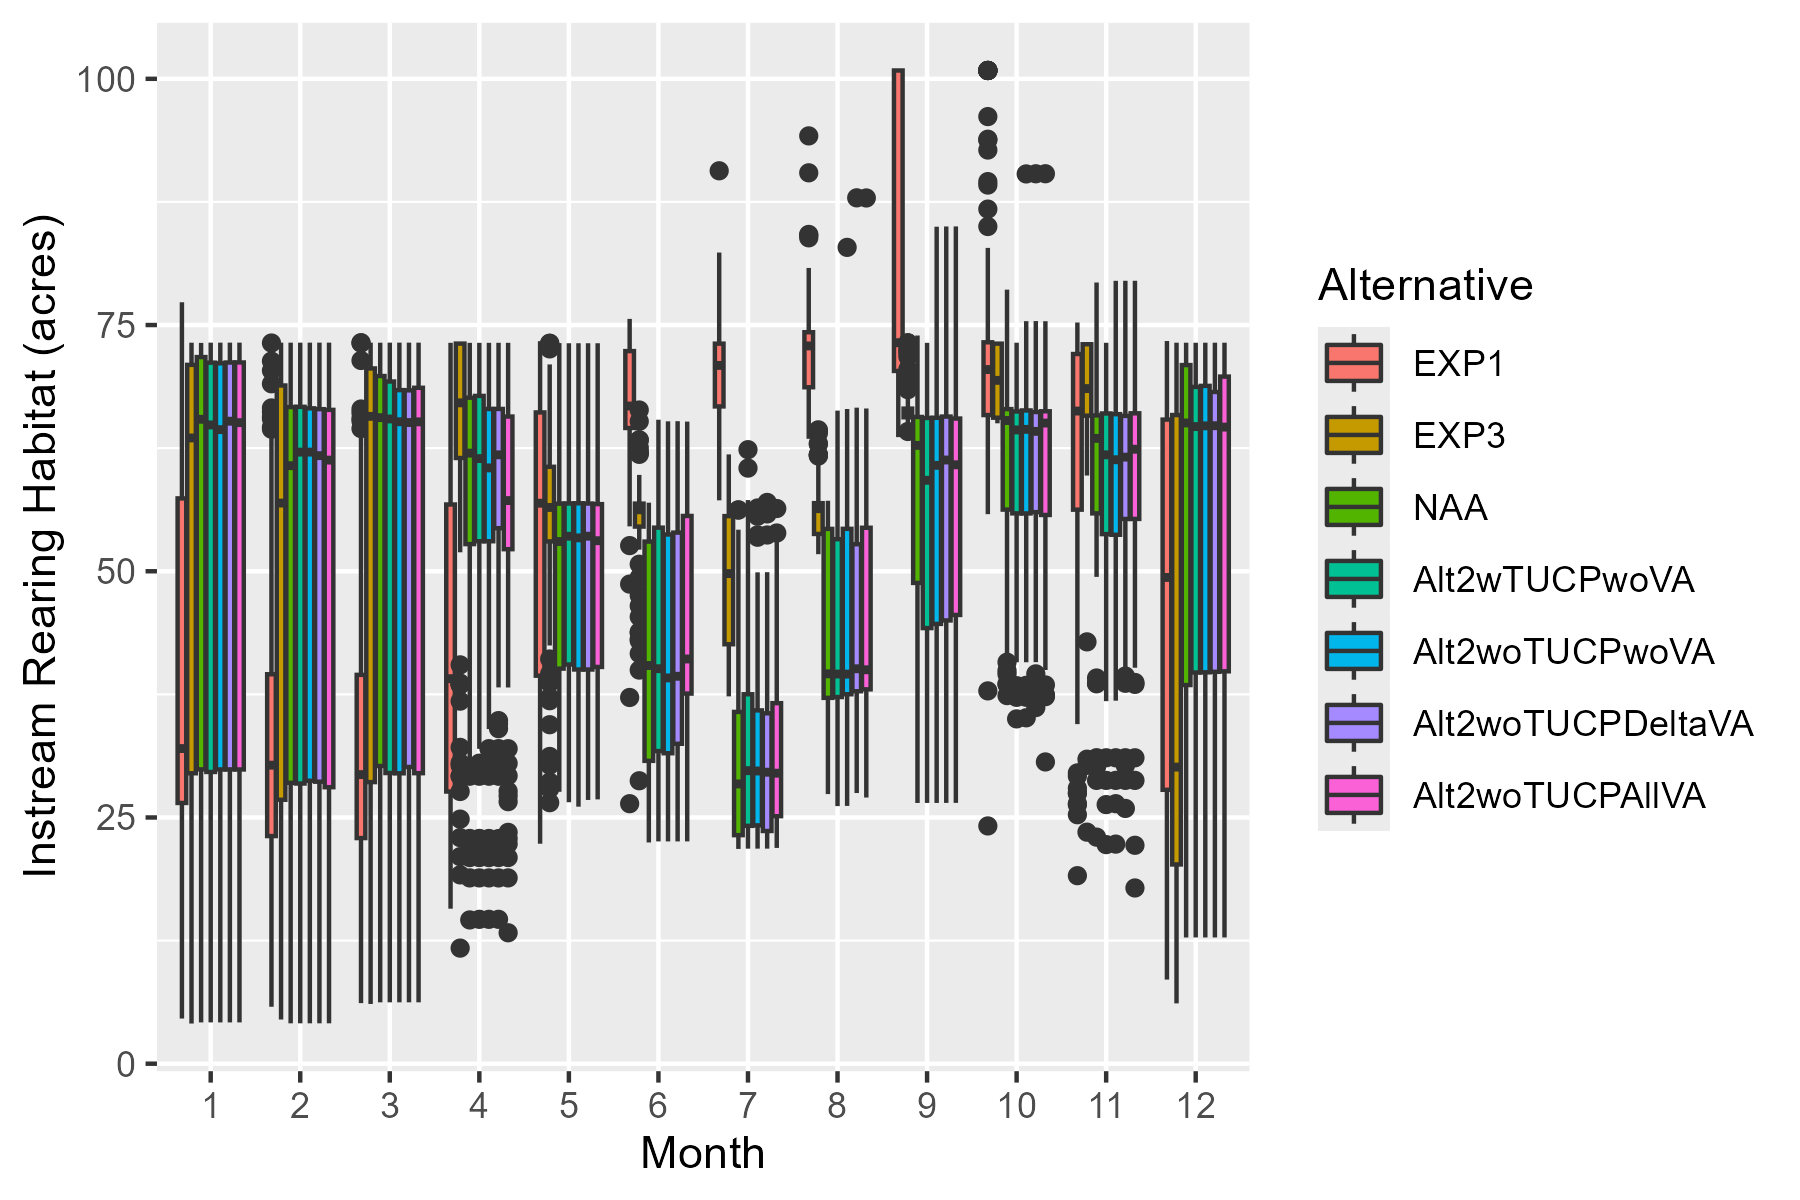 Instream Rearing Habitat (acres)
100
75
50
25
0
1 2 3 4 5 6 7 8 9 10 11 12
Month
Alternative
EXP1
EXP3
NAA
Alt2wTUCPwoVA
Alt2woTUCPwoVA
Alt2woTUCPDeltaVA
Alt2woTUCPAllVA